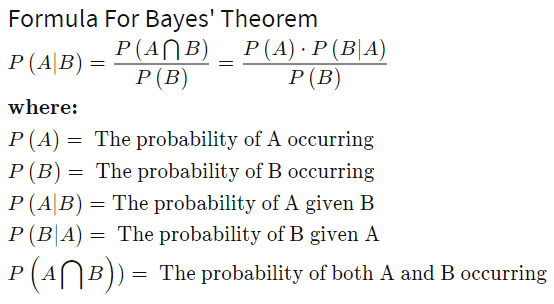 Formula For Bayes' Theorem
P (A|B) = P (A⋂B) / P (B) = P (A) · P (B|A) / P (B)
where:
P (A) = The probability of A occurring
P (B) = The probability of B occurring
P (A|B) = The probability of A given B
P (B|A) = The probability of B given A
P (A⋂B)) = The probability of both A and B occurring